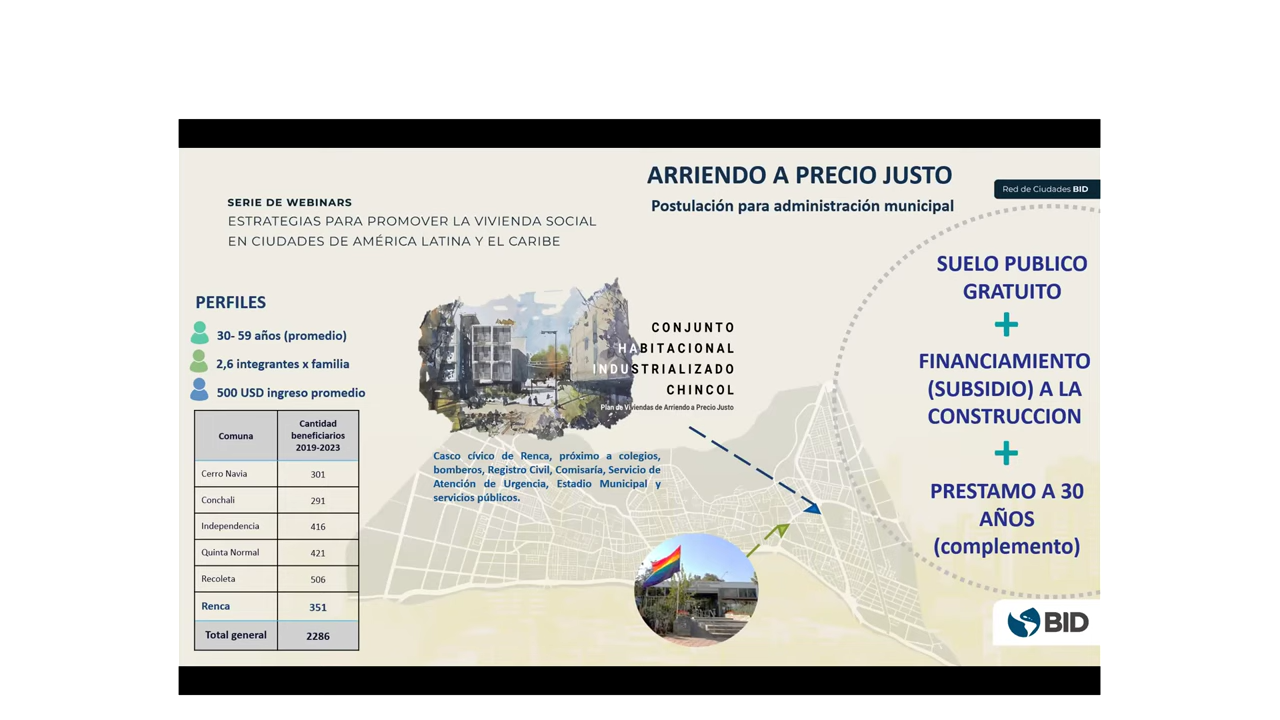 ARRIENDO A PRECIO JUSTO
Postulación para administración municipal
Red de Ciudades BID
SERIE DE WEBINARS
ESTRATEGIAS PARA PROMOVER LA VIVIENDA SOCIAL
EN CIUDADES DE AMÉRICA LATINA Y EL CARIBE
PERFILES
30- 59 años (promedio)
2,6 integrantes x familia
500 USD ingreso promedio
Comuna
Cantidad
beneficiarios
2019-2023
Cerro Navia 301
Conchali 291
Independencia 416
Quinta Normal 421
Recoleta 506
Renca 351
Total general 2286
CONJUNTO
HABITACIONAL
INDUSTRIALIZADO
CHINCOL
Plan de Viviendas de Arriendo a Precio Justo
Casco cívico de Renca, próximo a colegios,
bomberos, Registro Civil, Comisaría, Servicio de
Atención de Urgencia, Estadio Municipal y
servicios públicos.
SUELO PUBLICO
GRATUITO
+
FINANCIAMIENTO
(SUBSIDIO) A LA
CONSTRUCCION
+
PRESTAMO A 30
AÑOS
(complemento)
BID